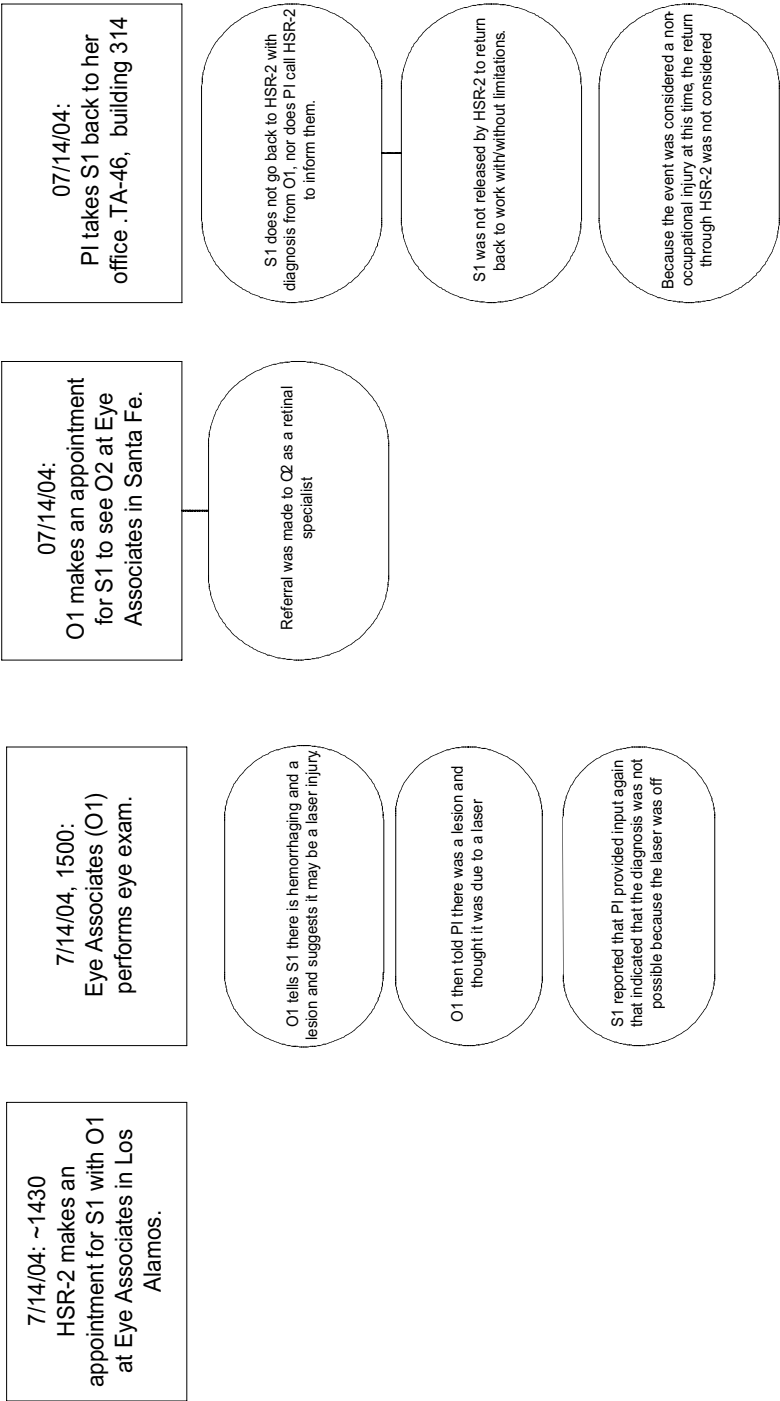 7/14/04: ~1430
HSR-2 makes an
appointment for S1 with O1
at Eye Associates in Los
Alamos.
7/14/04, 1500:
Eye Associates (O1)
performs eye exam.
O1 tells S1 there is hemorrhaging and a
lesion and suggests it may be a laser injury.
O1 then told PI there was a lesion and
thought it was due to a laser
S1 reported that PI provided input again
that indicated that the diagnosis was not
possible because the laser was off
07/14/04:
O1 makes an appointment
for S1 to see O2 at Eye
Associates in Santa Fe.
Referral was made to O2 as a retinal
specialist
07/14/04:
PI takes S1 back to her
office .TA-46, building 314
S1 does not go back to HSR-2 with
diagnosis from O1, nor does PI call HSR-2
to inform them.
S1 was not released by HSR-2 to return
back to work with/without limitations.
Because the event was considered a non-
occupational injury at this time, the return
through HSR-2 was not considered